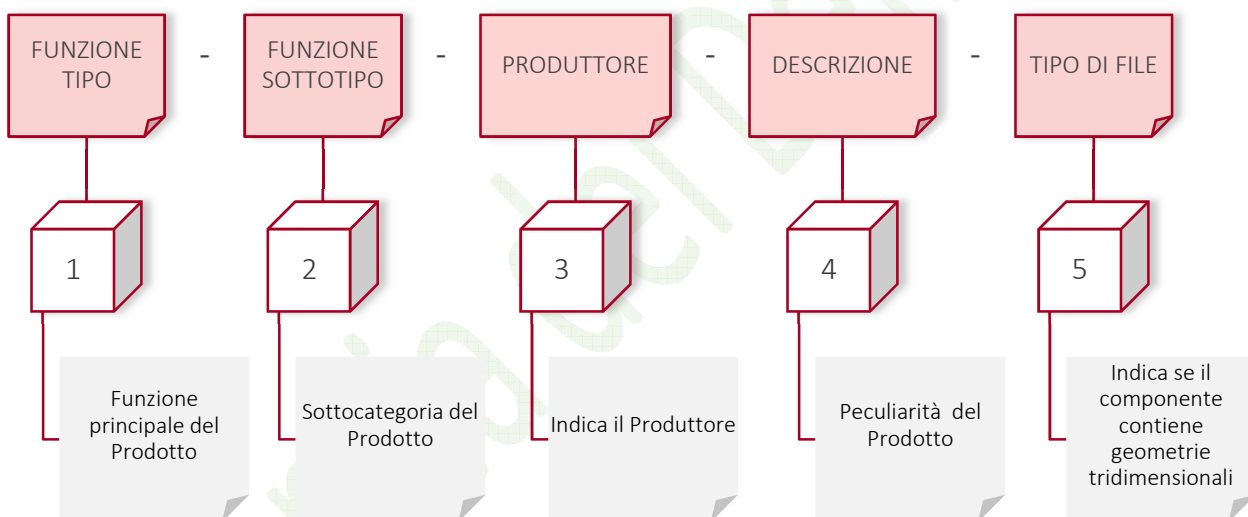 FUNZIONE
TIPO
-
FUNZIONE
SOTTOTIPO
-
PRODUTTORE
-
DESCRIZIONE
-
TIPO DI FILE
1
2
3
4
5
Funzione
principale del
Prodotto
Sottocategoria del
Prodotto
Indica il Produttore
Peculiarità del
Prodotto
Indica se il
componente
contiene
geometrie
tridimensionali